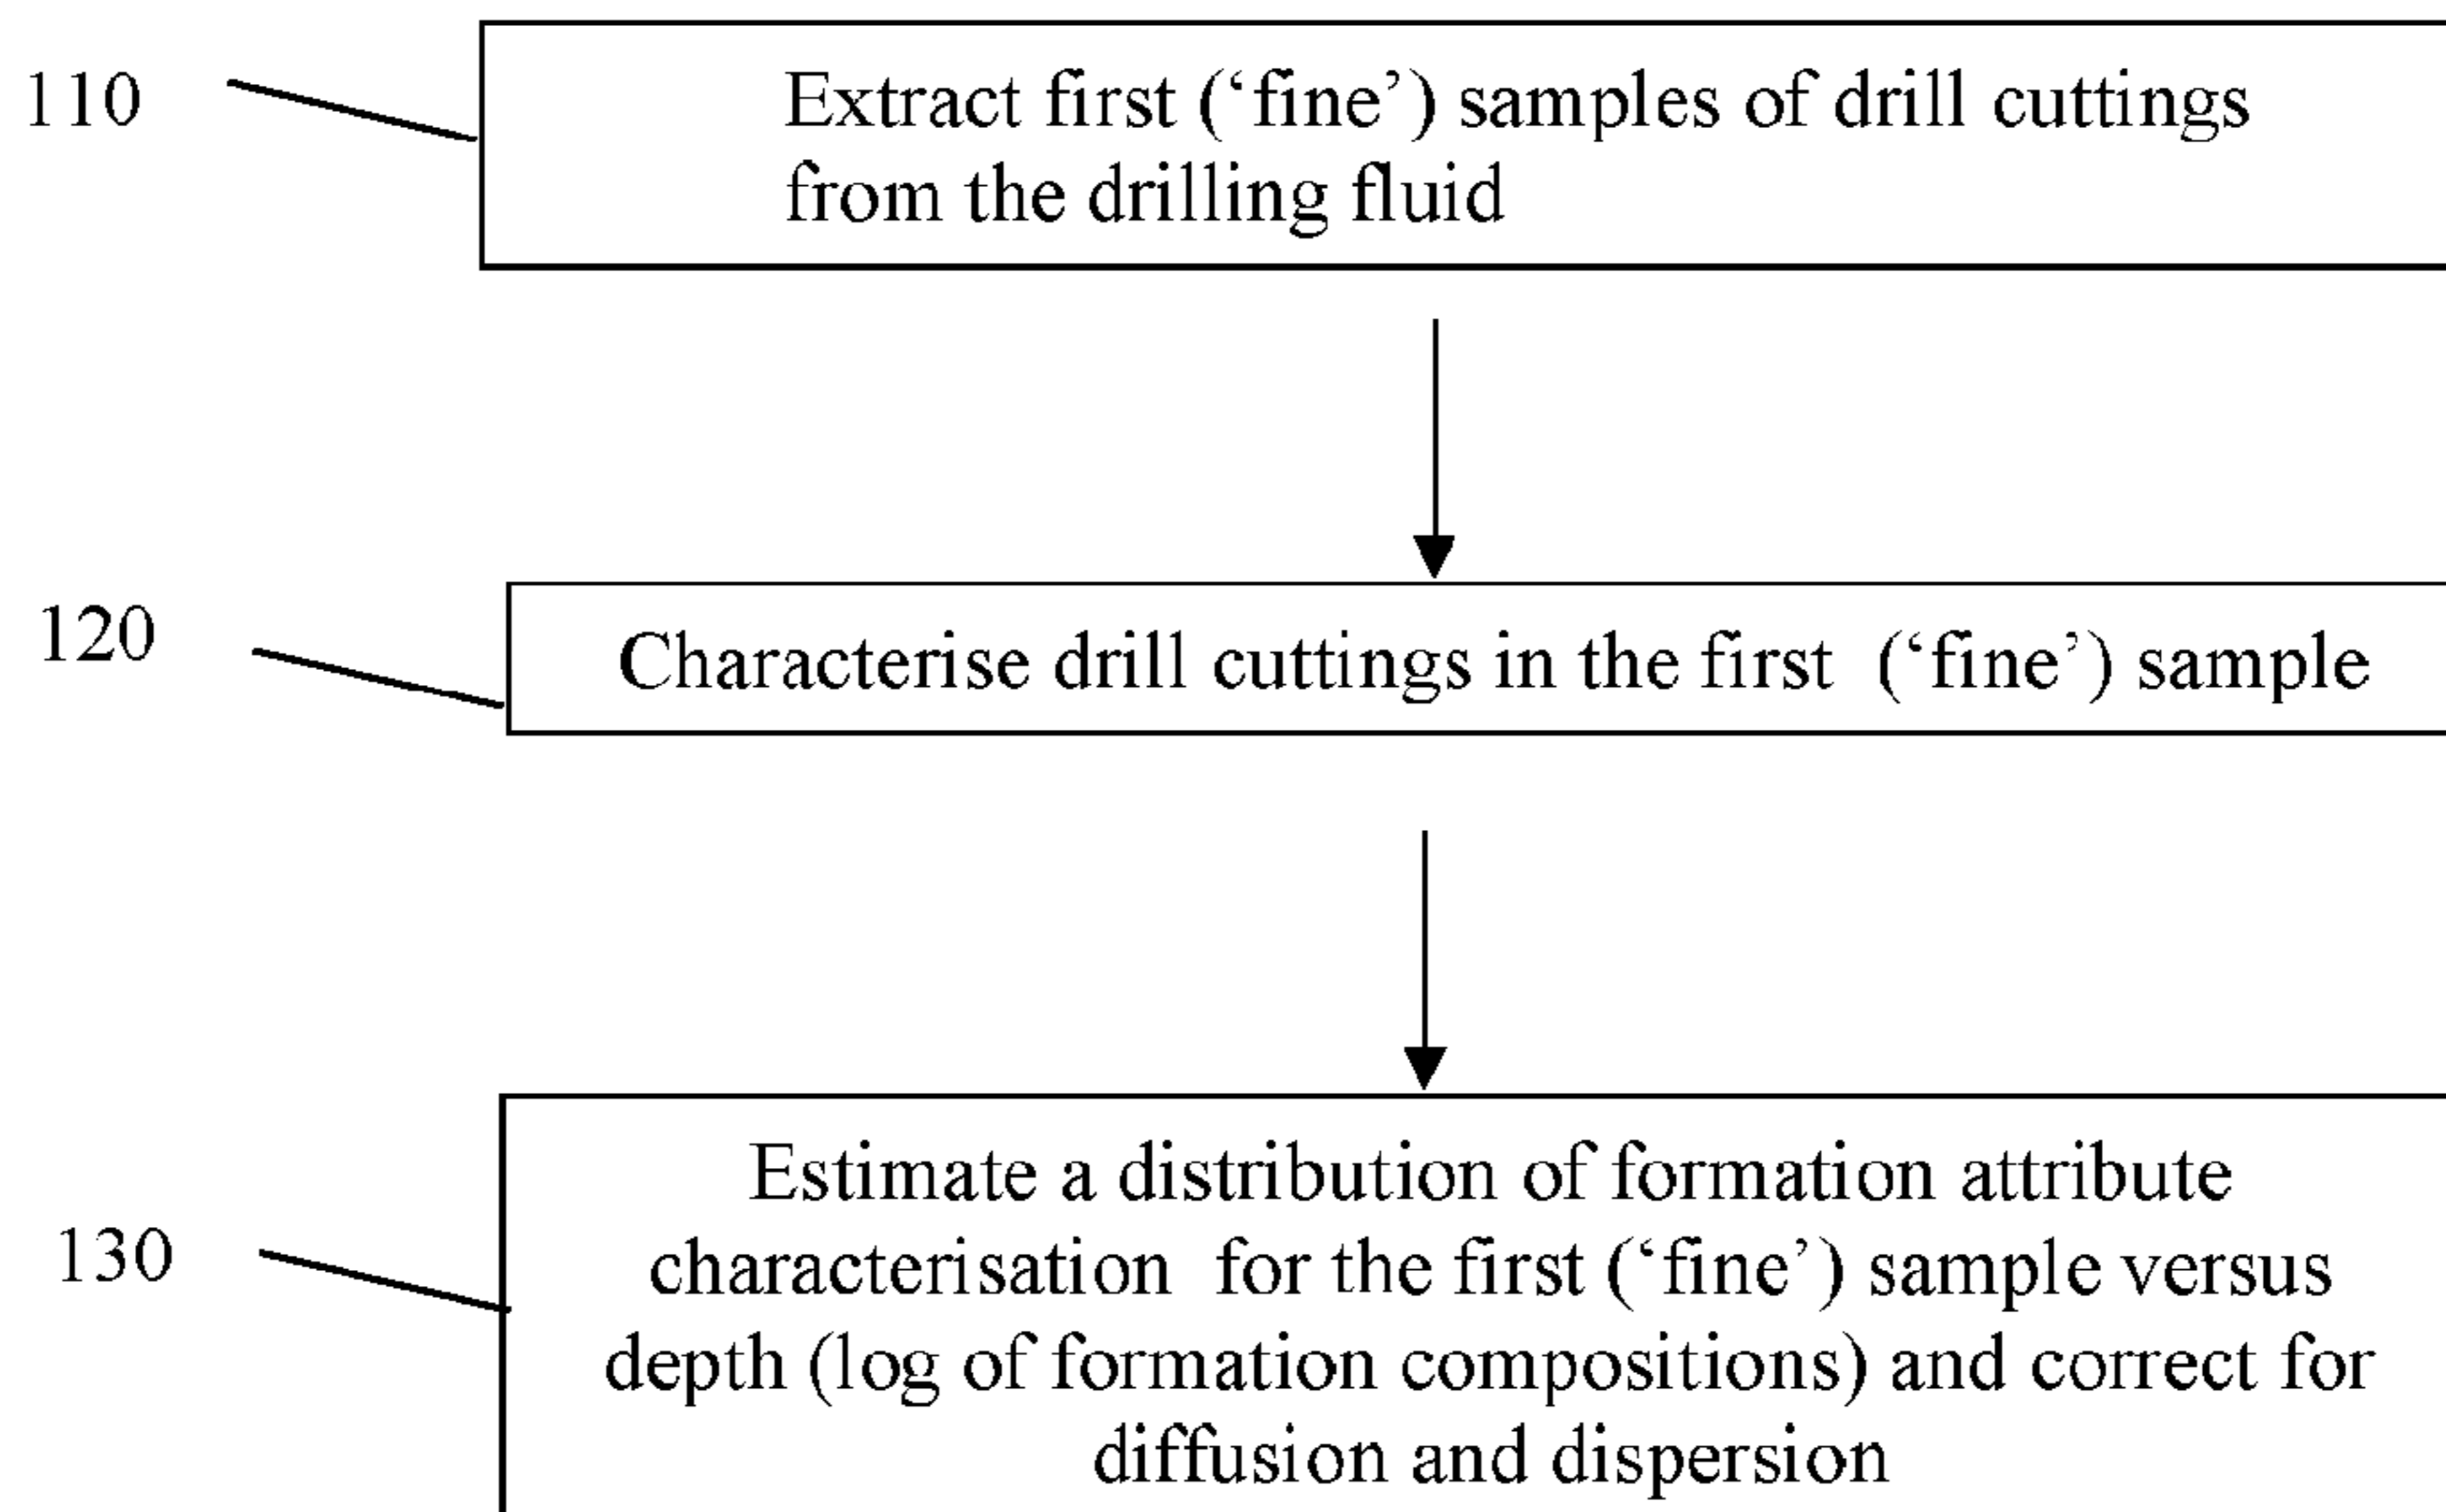 110
Extract first (‘fine’) samples of drill cuttings
from the drilling fluid
120
Characterise drill cuttings in the first (‘fine’) sample
130
Estimate a distribution of formation attribute
characterisation for the first (‘fine’) sample versus
depth (log of formation compositions) and correct for
diffusion and dispersion